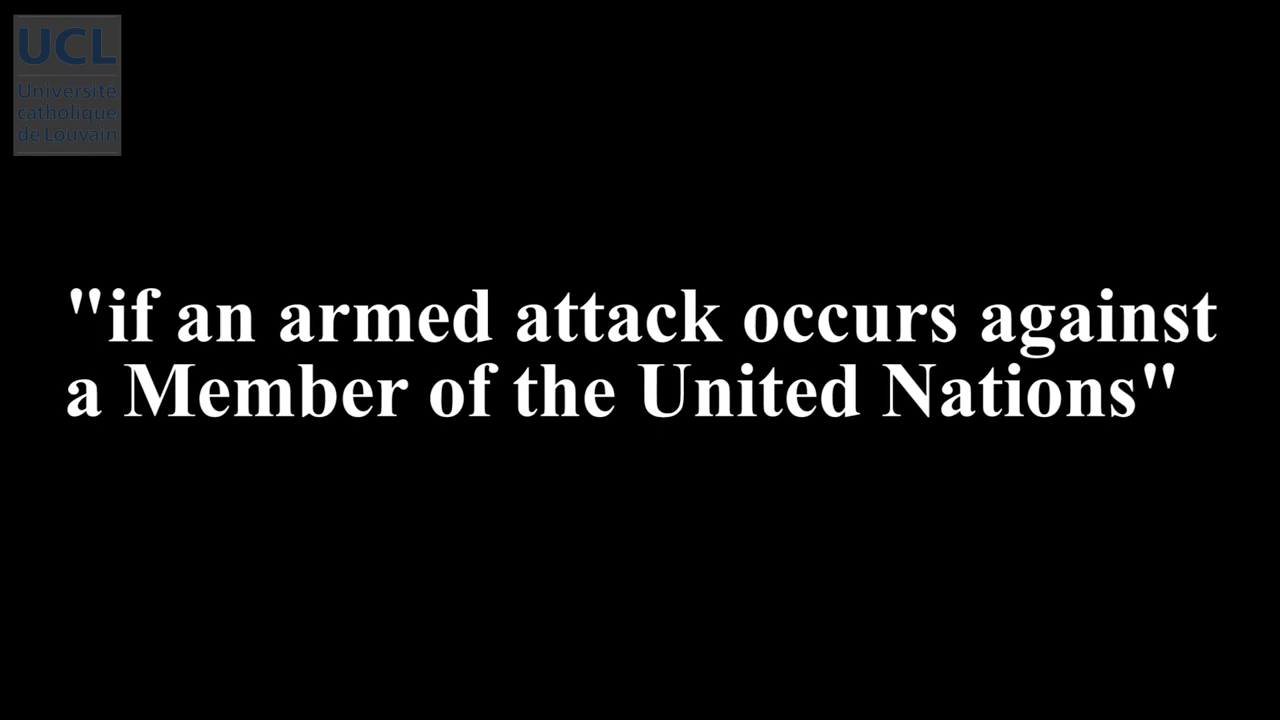 UCL
Université
catholique
de Louvain
"if an armed attack occurs against
a Member of the United Nations"